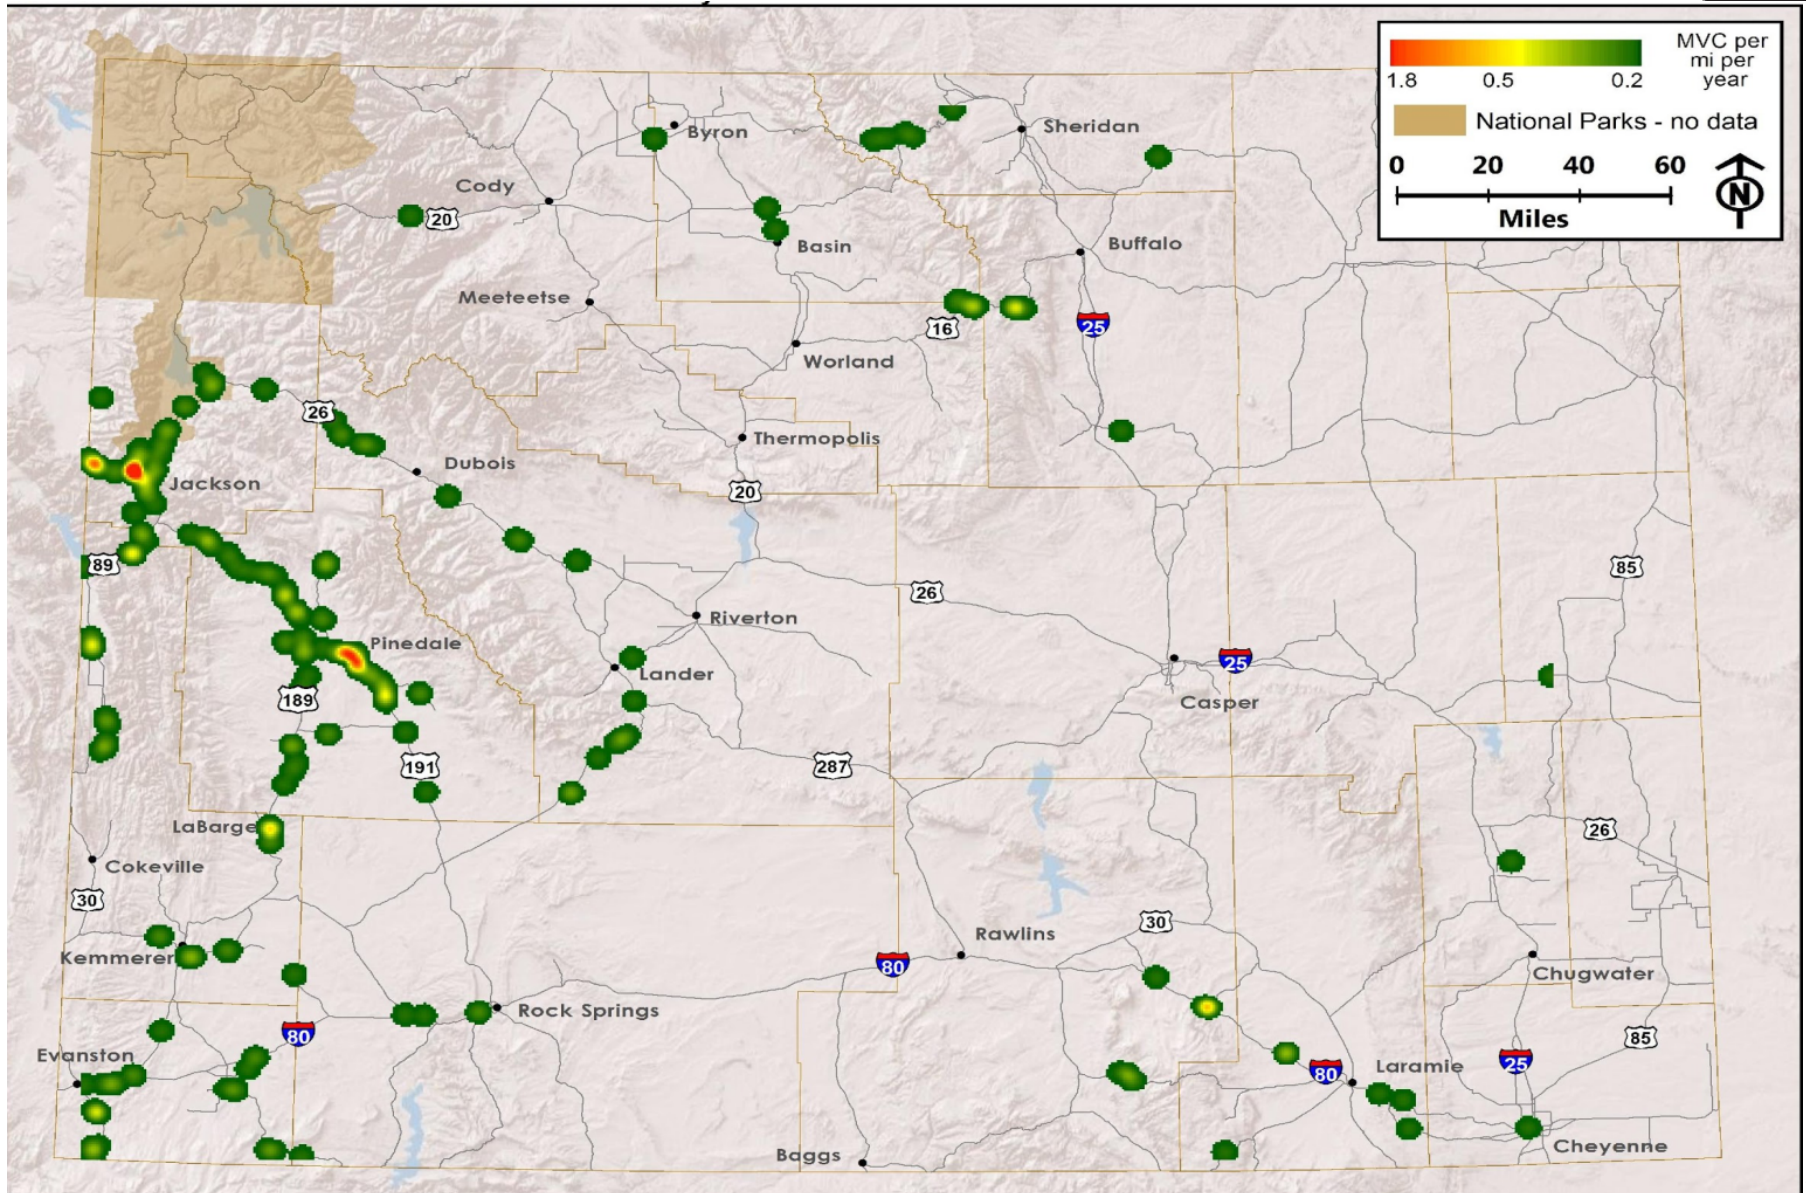 MVC per
mi per
year
1.8 0.5 0.2
National Parks - no data
0 20 40 60
Miles
N
Byron
Sheridan
Cody
20
Basin
Buffalo
Meeteetse
16
25
Worland
26
Thermopolis
Dubois
Jackson
20
89
85
26
Riverton
Pinedale
Lander
25
189
Casper
191
287
LaBarge
26
Cokeville
30
30
Rawlins
Kemmerer
80
Chugwater
Rock Springs
80
85
Evanston
25
Laramie
80
Cheyenne
Baggs